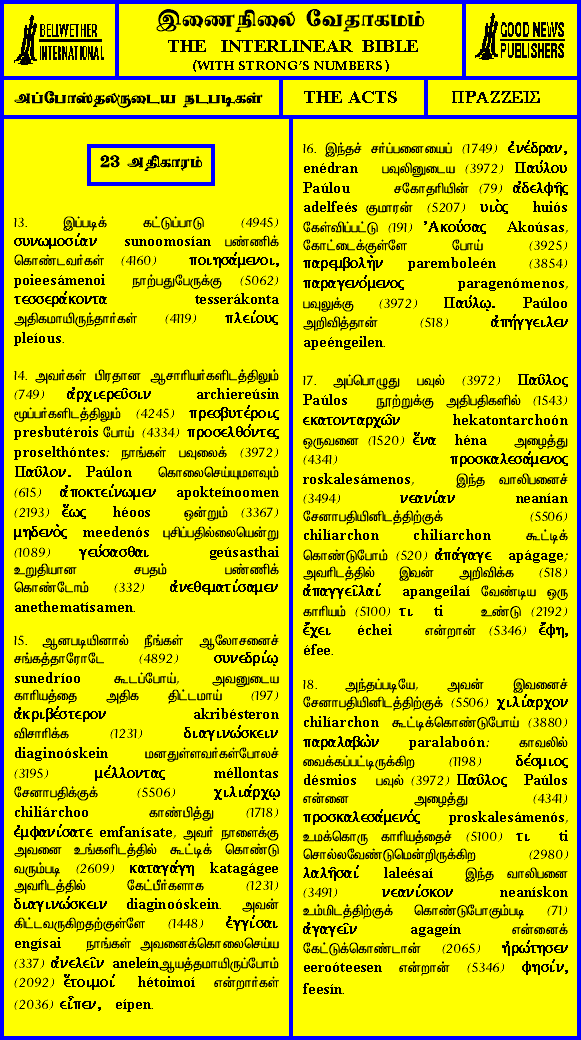 BELLWETHER
INTERNATIONAL
இணைநிலை வேதாகமம்
THE INTERLINEAR BIBLE
(WITH STRONG'S NUMBERS)
GOOD NEWS
PUBLISHERS
அப்போஸ்தலருடைய நடபடிகள்
THE ACTS
ΠΡΑΖΖΕΙΣ
23 அதிகாரம்
13. இப்படிக் கட்டுப்பாடு (4945)
συνωμοσίαν sunoomosían பண்ணிக்
கொண்டவர்கள் (4160) ποιησάμενοι,
poieesámenoi நாற்பதுபேருக்கு (5062)
τεσσεράκοντα tesserákonta
அதிகமாயிருந்தார்கள் (4119) πλείους
pleíous.
14. அவர்கள் பிரதான ஆசாரியர்களிடத்திலும்
(749) ἀρχιερεῦσιν archiereúsin
மூப்பர்களிடத்திலும் (4245) πρεσβυτέροις
presbutérois போய் (4334) προσελθόντες
proselthóntes; நாங்கள் பவுலைக் (3972)
Παῦλον. Paúlon கொலைசெய்யுமளவும்
(615) ἀποκτείνωμεν apokteínoomen
(2193) ἕως héoos ஒன்றும் (3367)
μηδενὸς meedenós புசிப்பதில்லையென்று
(1089) γεύσασθαι geúsasthai
உறுதியான சபதம் பண்ணிக்
கொண்டோம் (332) ἀνεθεματίσαμεν
anethematísamen.
15. ஆனபடியினால் நீங்கள் ஆலோசனைச்
சங்கத்தாரோடே (4892) συνεδρίῳ
sunedríoo கூடப்போய், அவனுடைய
காரியத்தை அதிக திட்டமாய் (197)
ἀκριβέστερον akribésteron
விசாரிக்க (1231) διαγινώσκειν
diaginoóskein மனதுள்ளவர்கள்போலச்
(3195) μέλλοντας méllontas
சேனாபதிக்குக் (5506) χιλιάρχῳ
chiliárchoo காண்பித்து (1718)
ἐμφανίσατε emfanísate, அவர் நாளைக்கு
அவனை உங்களிடத்தில் கூட்டிக் கொண்டு
வரும்படி (2609) καταγάγη katagágee
அவரிடத்தில் கேட்பீர்களாக (1231)
διαγινώσκειν diaginoóskein. அவன்
கிட்டவருகிறதற்குள்ளே (1448) ἐγγίσαι
engísai நாங்கள் அவனைக்கொலைசெய்ய
(337) ἀνελεῖν aneleínஆயத்தமாயிருப்போம்
(2092) ἕτοιμοί hétoimoí என்றார்கள்
(2036) εἶπεν, eípen.
16. இந்தச் சர்ப்பனையைப் (1749) ἐνέδραν,
enédran பவுலினுடைய (3972) Παύλου
Paúlou சகோதரியின் (79) ἀδελφῆς
adelfeés குமாரன் (5207) υιὸς huiós
கேள்விப்பட்டு (191) Ἀκούσας Akoúsas,
கோட்டைக்குள்ளே போய் (3925)
παρεμβολὴν paremboleén (3854)
παραγενόμενος paragenómenos,
பவுலுக்கு (3972) Παύλῳ. Paúloo
அறிவித்தான் (518) ἀπήγγειλεν
apeéngeilen.
17. அப்பொழுது பவுல் (3972) Παῦλος
Paúlos நூற்றுக்கு அதிபதிகளில் (1543)
εκατονταρχῶν hekatontarchoón
ஒருவனை (1520) ἕνα héna அழைத்து
(4341) προσκαλεσάμενος
roskalesámenos, இந்த வாலிபனைச்
(3494) νεανίαν neanían
சேனாபதியினிடத்திற்குக் (5506)
chilíarchon chilíarchon கூட்டிக்
கொண்டுபோம் (520) ἀπάγαγε apágage;
அவரிடத்தில் இவன் அறிவிக்க (518)
ἀπαγγεῖλαί apangeílaí வேண்டிய ஒரு
காரியம் (5100) τι ti உண்டு (2192)
ἔχει échei என்றான் (5346) ἔφη,
éfee.
18. அந்தப்படியே, அவன் இவனைச்
சேனாபதியினிடத்திற்குக் (5506) χιλίαρχον
chilíarchon கூட்டிக்கொண்டுபோய் (3880)
παραλαβὼν paralaboón; காவலில்
வைக்கப்பட்டிருக்கிற (1198) δέσμιος
désmios பவுல் (3972) Παῦλος Paúlos
என்னை அழைத்து (4341)
προσκαλεσάμενός proskalesámenós,
உமக்கொரு காரியத்தைச் (5100) τι ti
சொல்லவேண்டுமென்றிருக்கிற (2980)
λαλῆσαί laleésaí இந்த வாலிபனை
(3491) νεανίσκον neanískon
உம்மிடத்திற்குக் கொண்டுபோகும்படி (71)
ἀγαγεῖν agageín என்னைக்
கேட்டுக்கொண்டான் (2065) ἠρώτησεν
eeroóteesen என்றான் (5346) φησίν,
feesín.